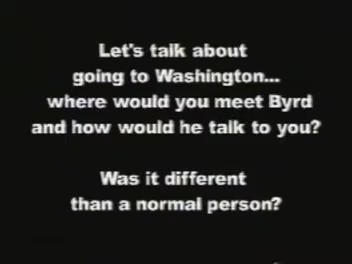 Let's talk about
going to Washington...
where would you meet Byrd
and how would he talk to you?
Was it different
than a normal person?